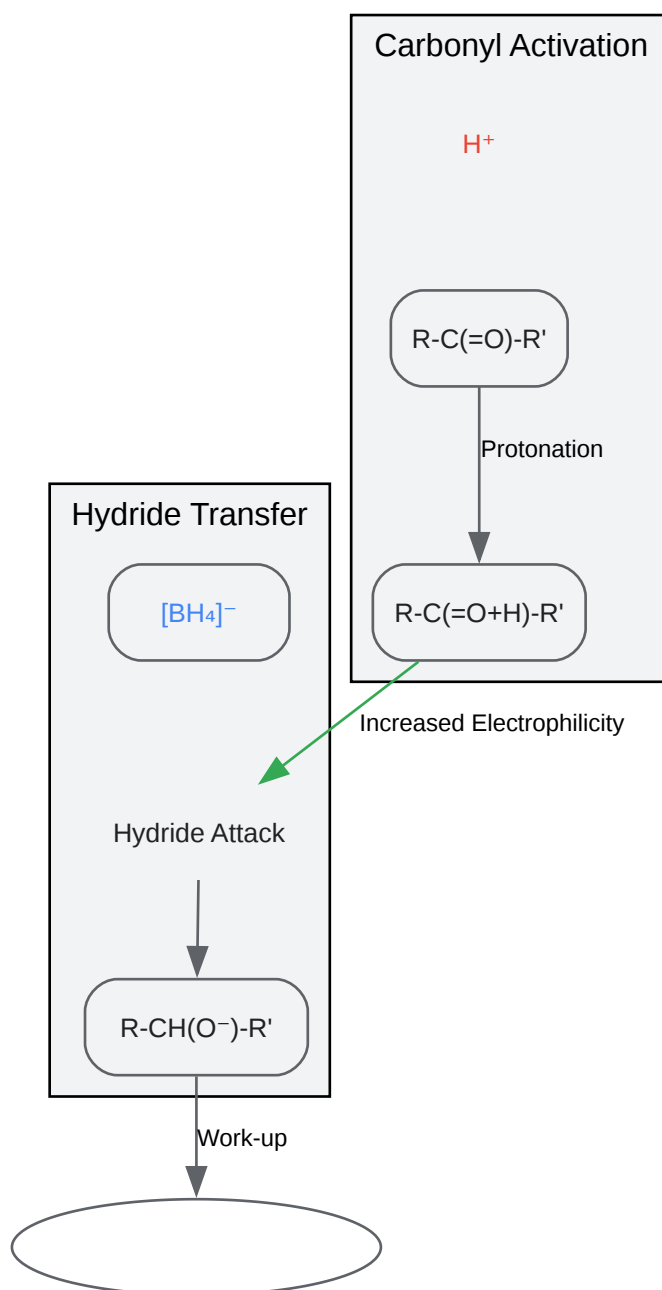 Carbonyl Activation
H⁺
R-C(=O)-R'
Protonation
R-C(=O+H)-R'
Increased Electrophilicity
Hydride Transfer
[BH₄]⁻
Hydride Attack
R-CH(O⁻)-R'
Work-up